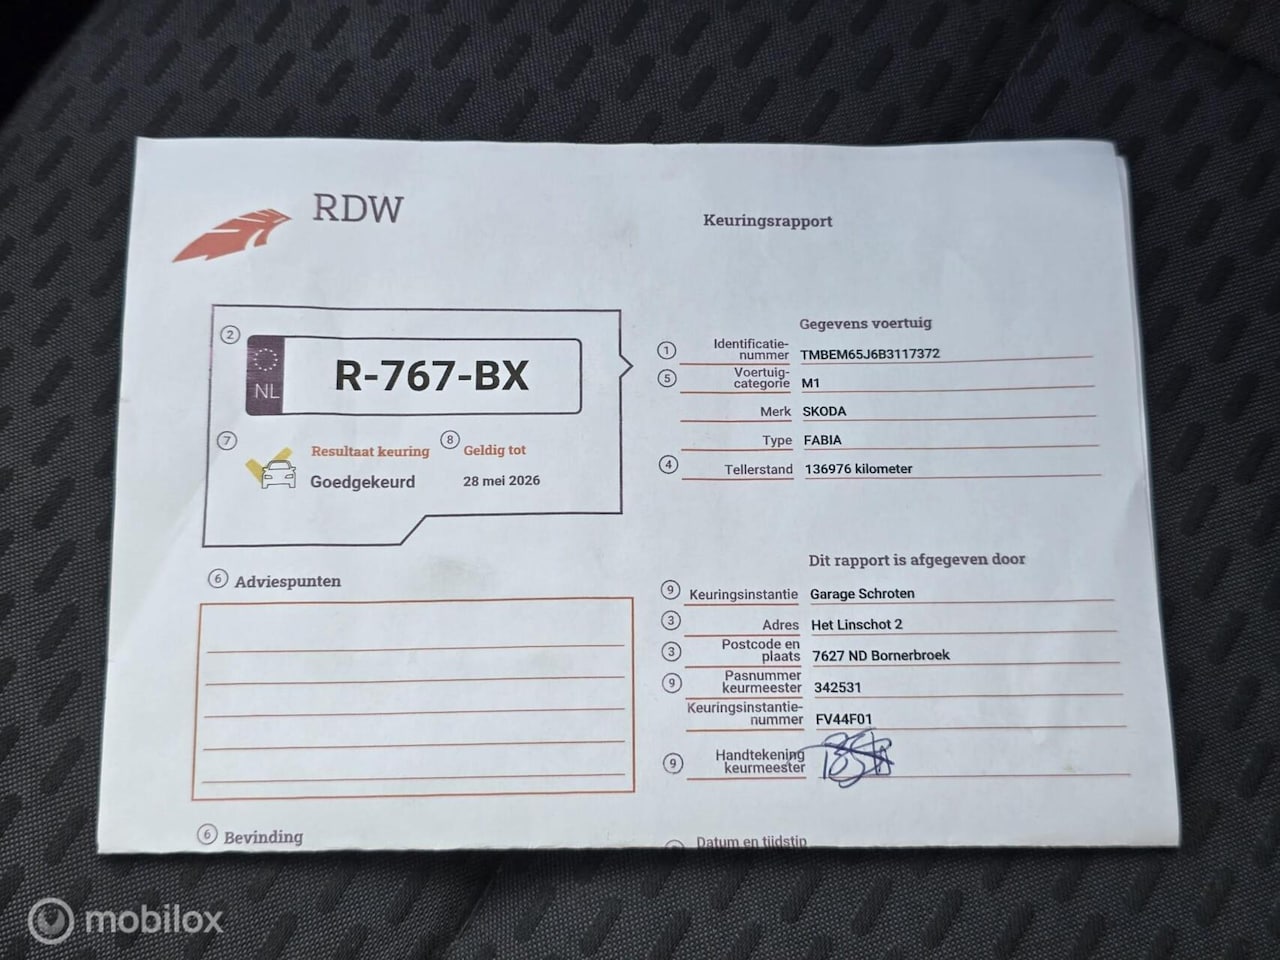 RDW
Keuringsrapport
2
NL
R-767-BX
7
Resultaat keuring
Goedgekeurd
8
Geldig tot
28 mei 2026
Gegevens voertuig
1 Identificatie-
nummer TMBEM65J6B3117372
5 Voertuig-
categorie M1
Merk SKODA
Type FABIA
4 Tellerstand 136976 kilometer
6 Adviespunten
Dit rapport is afgegeven door
9 Keuringsinstantie Garage Schroten
3 Adres Het Linschot 2
3 Postcode en
plaats 7627 ND Bornerbroek
9 Pasnummer
keurmeester 342531
Keuringsinstantie-
nummer FV44F01
9 Handtekening
keurmeester
6 Bevinding
Datum en tijdstip
mobilox